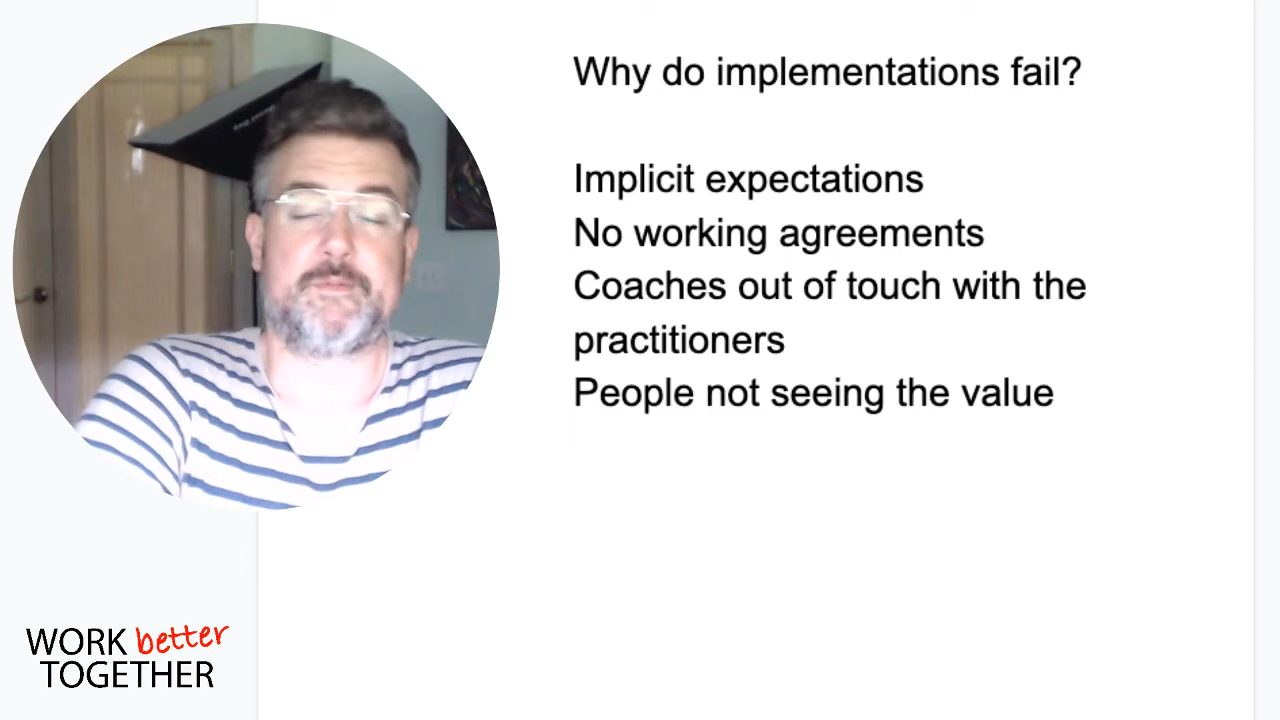 Why do implementations fail?
Implicit expectations
No working agreements
Coaches out of touch with the
practitioners
People not seeing the value
WORK better
TOGETHER